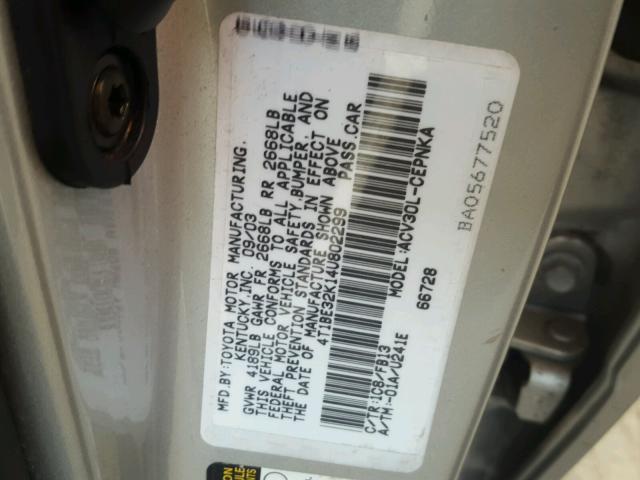 MFD.BY:TOYOTA MOTOR MANUFACTURING,
KENTUCKY,INC. 09/03
GVWR 4189LB GAWR FR 2668LB RR 2668LB
THIS VEHICLE CONFORMS TO ALL APPLICABLE
FEDERAL MOTOR VEHICLE SAFETY,BUMPER, AND
THEFT PREVENTION STANDARDS IN EFFECT ON
THE DATE OF MANUFACTURE SHOWN ABOVE
4T1BE32K14U802299 PASS.CAR
C/TR:1C8/FB13 MODEL:ACV30L-CEPNKA
A/TM:-01A/U241E 66728
BA05677520